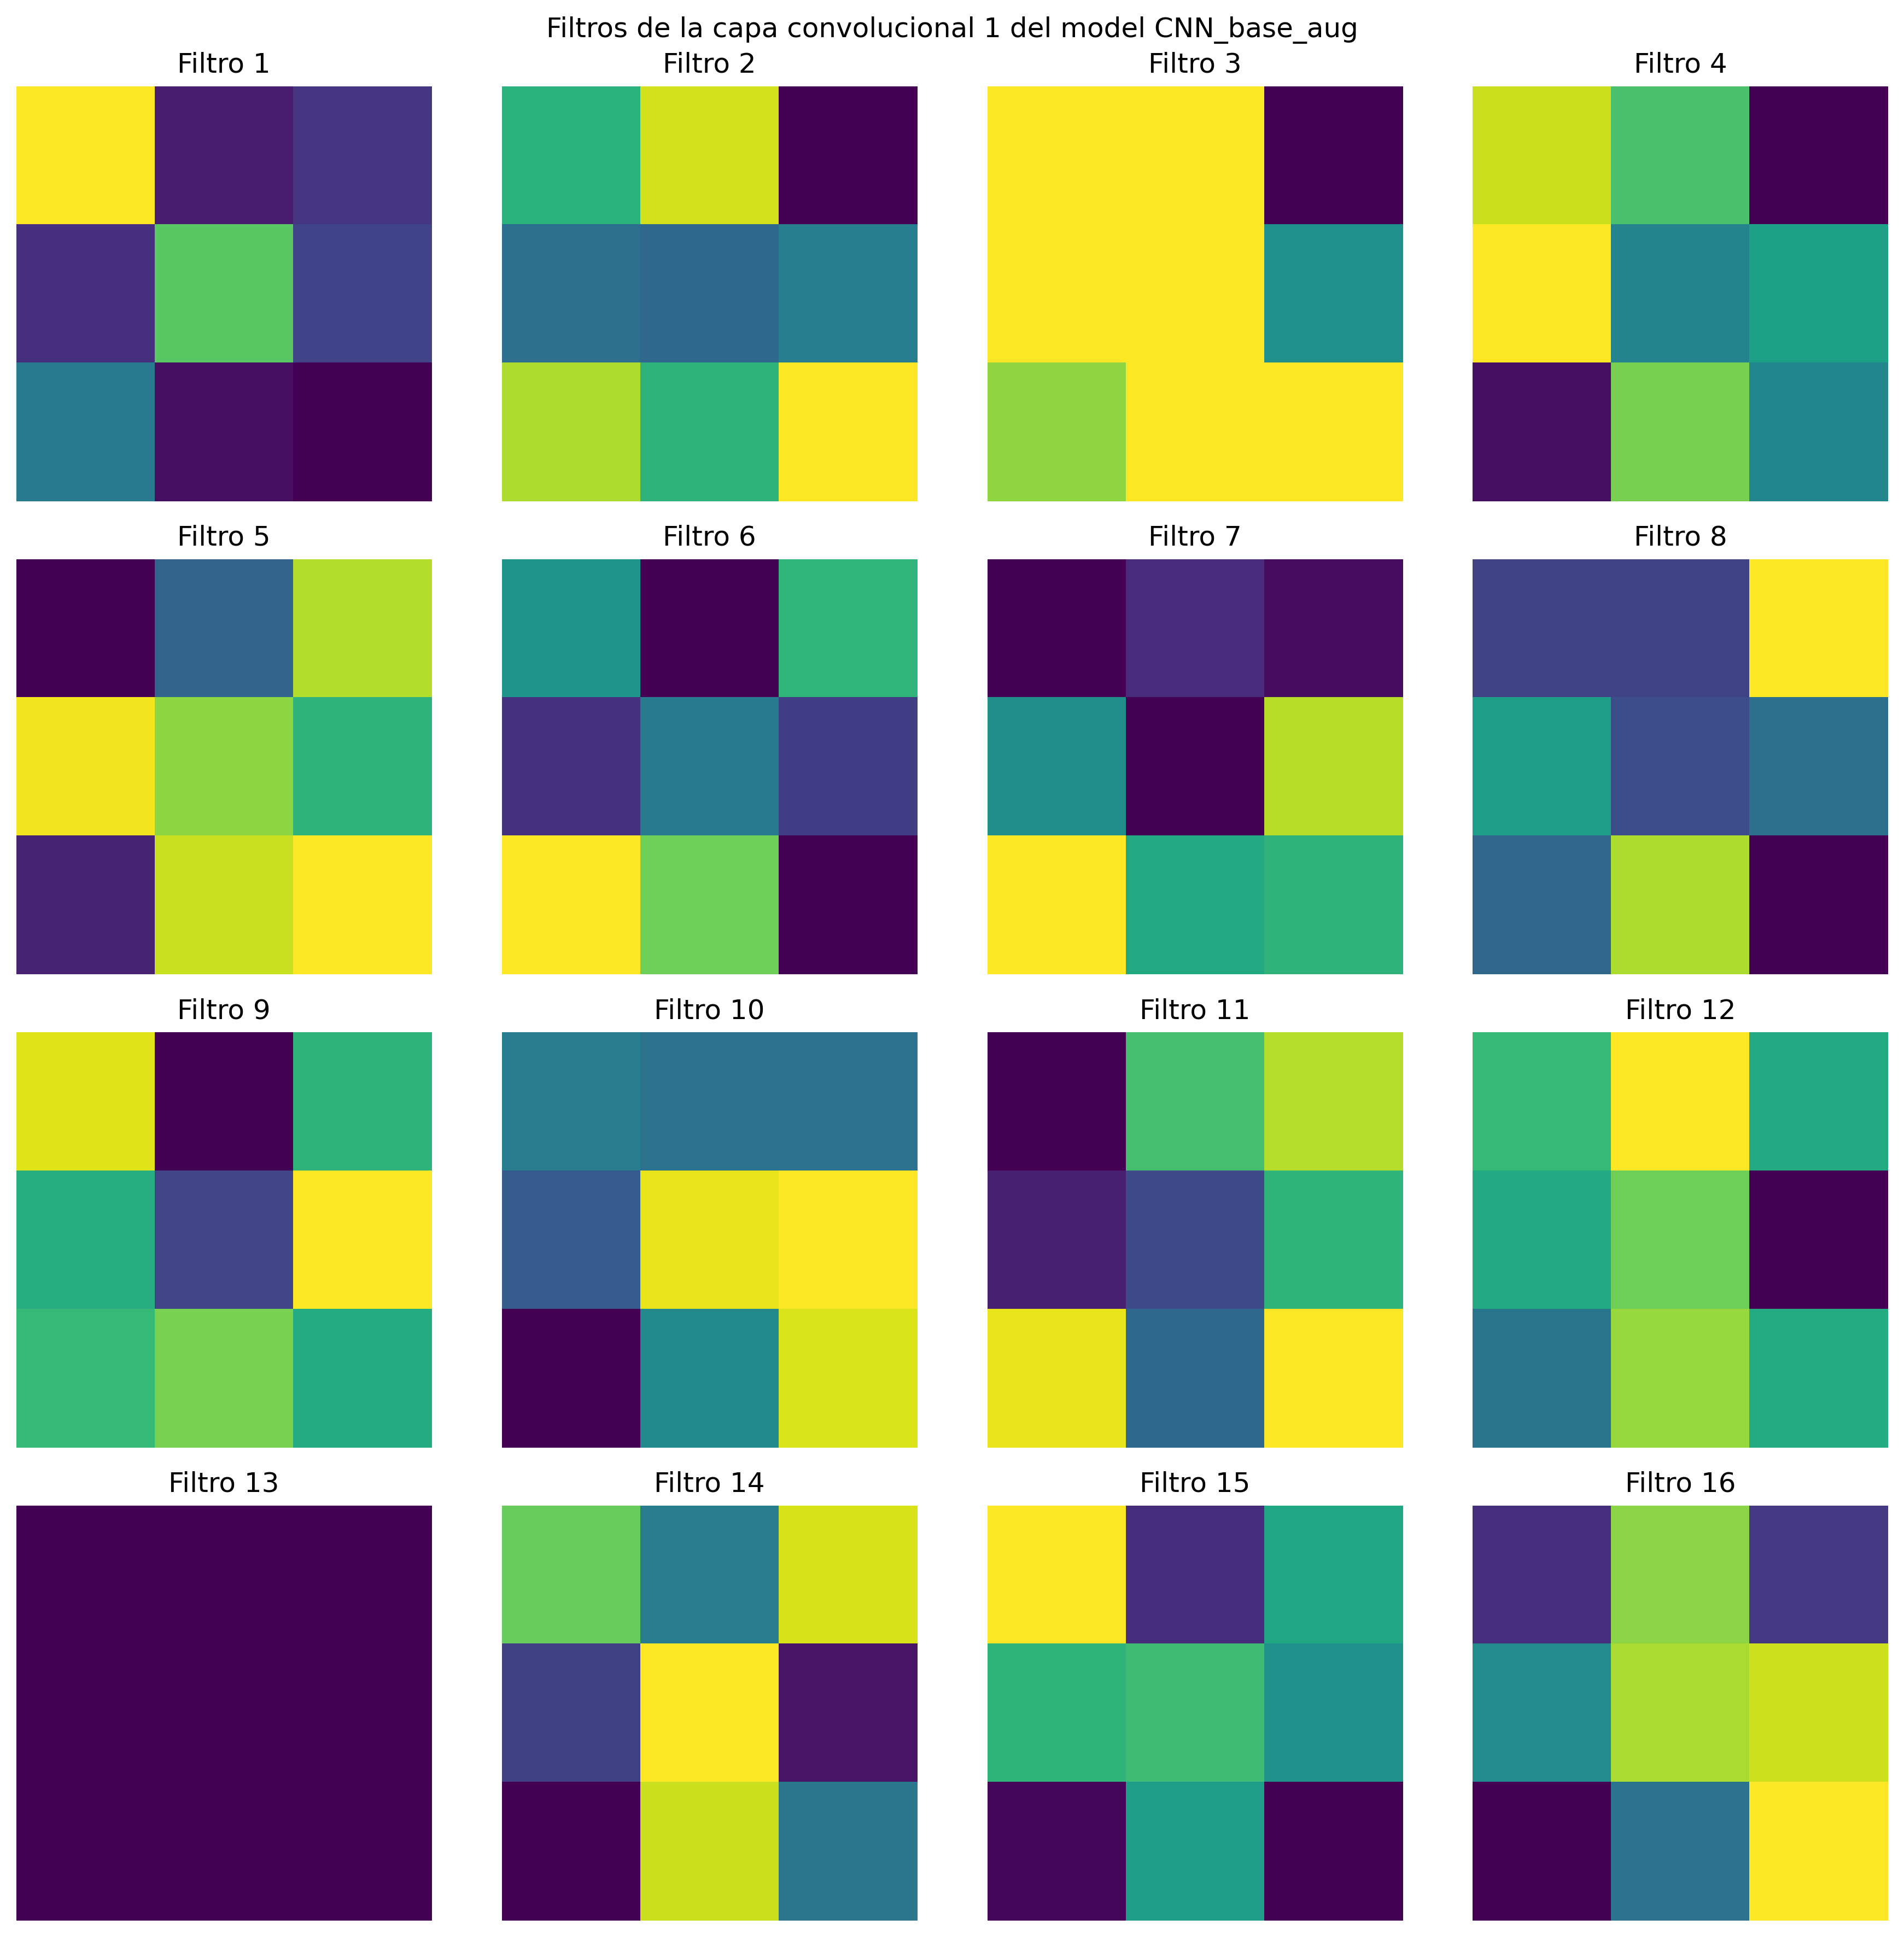 Filtros de la capa convolucional 1 del model CNN_base_aug
Filtro 1
Filtro 2
Filtro 3
Filtro 4
Filtro 5
Filtro 6
Filtro 7
Filtro 8
Filtro 9
Filtro 10
Filtro 11
Filtro 12
Filtro 13
Filtro 14
Filtro 15
Filtro 16